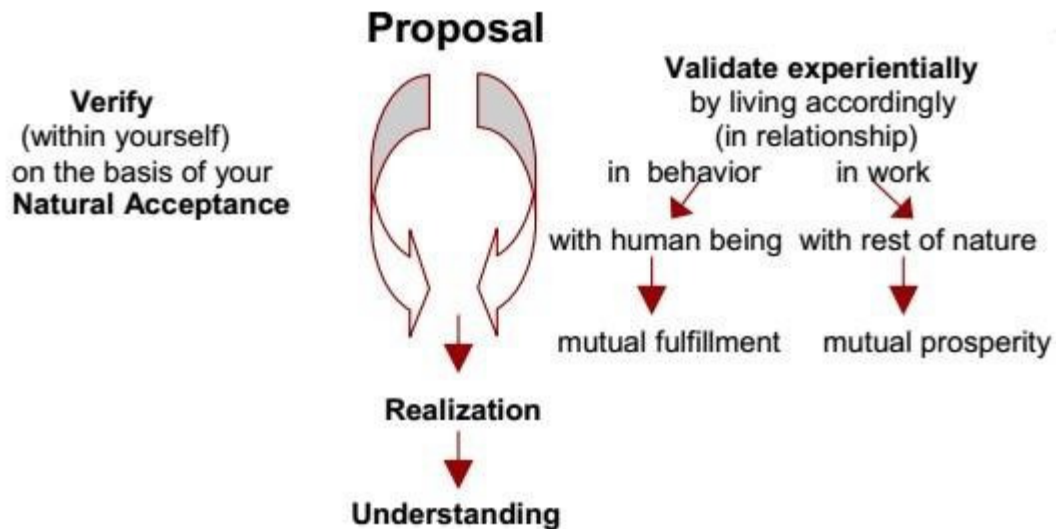 Proposal
Verify
(within yourself)
on the basis of your
Natural Acceptance
Validate experientially
by living accordingly
(in relationship)
in behavior in work
with human being with rest of nature
mutual fulfillment mutual prosperity
Realization
Understanding